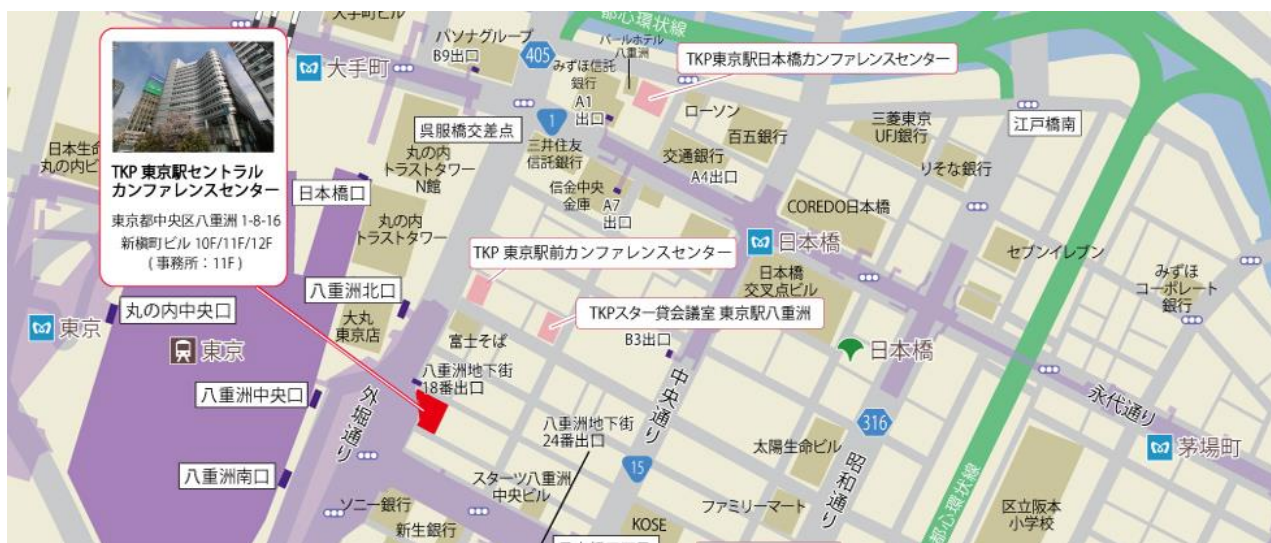 大手町ビル
都心環状線
パソナグループ
B9出口
405
パールホテル
八重洲
TKP東京駅日本橋カンファレンスセンター
大手町
みずほ信託
銀行
A1
出口
ローソン
三菱東京
UFJ銀行
江戸橋南
呉服橋交差点
1
三井住友
信託銀行
百五銀行
交通銀行
A4出口
りそな銀行
日本生命
丸の内ビ
丸の内
トラストタワー
N館
TKP 東京駅セントラル
カンファレンスセンター
東京都中央区八重洲 1-8-16
新槇町ビル 10F/11F/12F
( 事務所：11F )
日本橋口
信金中央
金庫
A7
出口
COREDO日本橋
丸の内
トラストタワー
TKP 東京駅前カンファレンスセンター
日本橋
セブンイレブン
日本橋
交叉点ビル
みずほ
コーポレート
銀行
八重洲北口
丸の内中央口
大丸
東京店
TKPスター貸会議室 東京駅八重洲
東京
東京
富士そば
B3出口
日本橋
八重洲地下街
18番出口
八重洲中央口
外堀通り
中央通り
永代通り
八重洲地下街
24番出口
316
太陽生命ビル
昭和通り
茅場町
八重洲南口
スターツ八重洲
中央ビル
15
ソニー銀行
新生銀行
KOSE
ファミリーマート
都心環状線
区立阪本
小学校